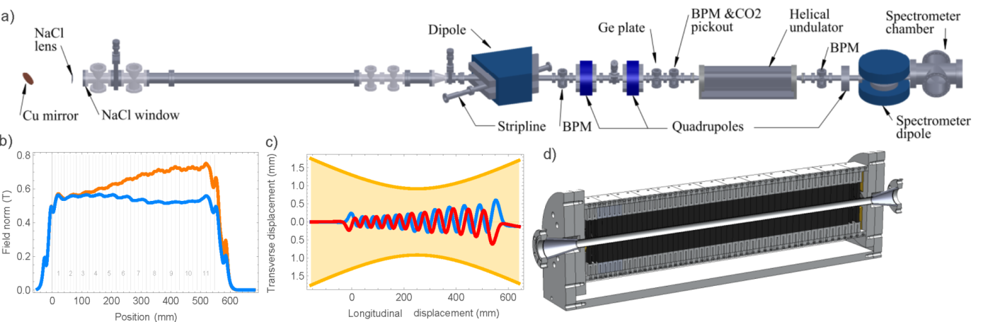 a)
NaCl
lens
Cu mirror
NaCl window
Dipole
Stripline
BPM
Ge plate
BPM &CO2
pickout
Quadrupoles
Helical
undulator
BPM
Spectrometer
chamber
Spectrometer
dipole
b)
Field norm (T)
0.8
0.6
0.4
0.2
0.0
1 2 3 4 5 6 7 8 9 10 11
0 100 200 300 400 500 600
Position (mm)
c)
Transverse displacement (mm)
1.5
1.0
0.5
0.0
0.5
1.0
1.5
0 200 400 600
Longitudinal displacement (mm)
d)